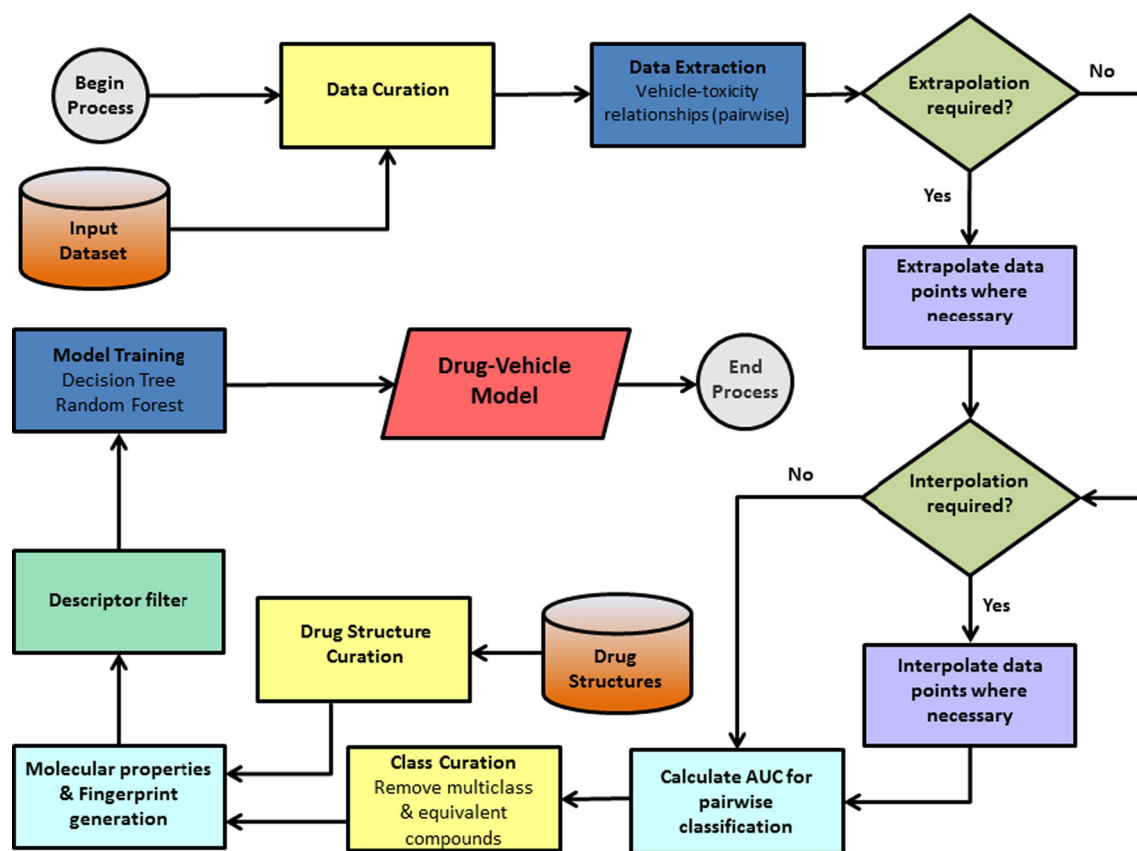 Begin
Process
Data Curation
Data Extraction
Vehicle-toxicity
relationships (pairwise)
Extrapolation
required?
No
Input
Dataset
Yes
Extrapolate data
points where
necessary
Model Training
Decision Tree
Random Forest
Drug-Vehicle
Model
End
Process
No
Interpolation
required?
Descriptor filter
Drug Structure
Curation
Drug
Structures
Yes
Interpolate data
points where
necessary
Molecular properties
& Fingerprint
generation
Class Curation
Remove multiclass
& equivalent
compounds
Calculate AUC for
pairwise
classification